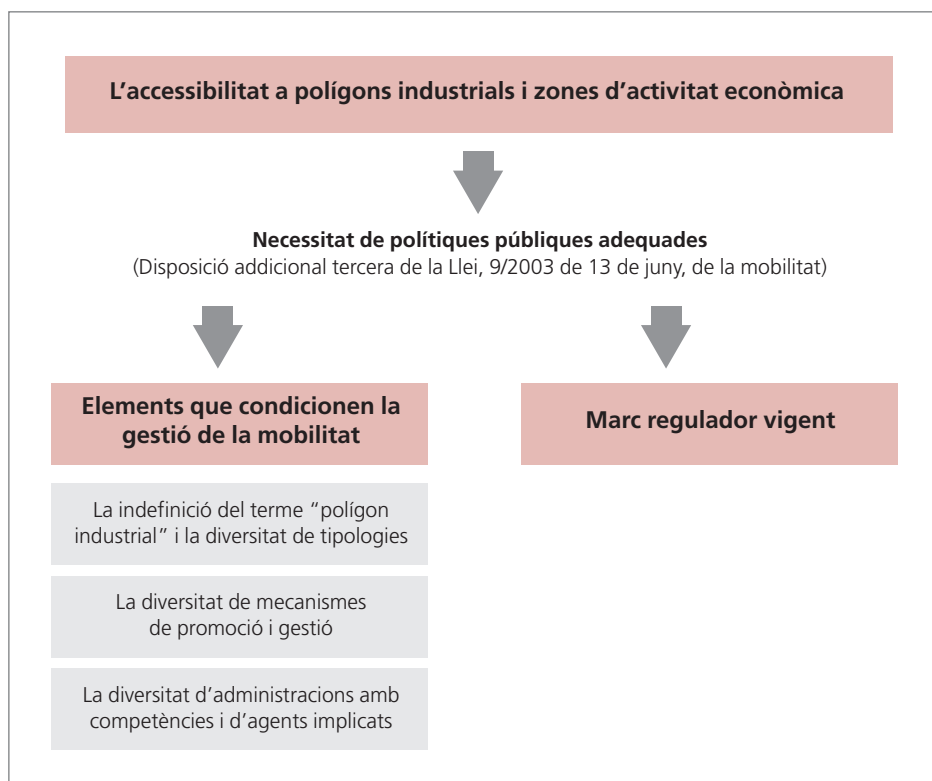 L’accessibilitat a polígons industrials i zones d’activitat econòmica
Necessitat de polítiques públiques adequades
(Disposició addicional tercera de la Llei, 9/2003 de 13 de juny, de la mobilitat)
Elements que condicionen la
gestió de la mobilitat
La indefinició del terme “polígon
industrial” i la diversitat de tipologies
La diversitat de mecanismes
de promoció i gestió
La diversitat d’administracions amb
competències i d’agents implicats
Marc regulador vigent